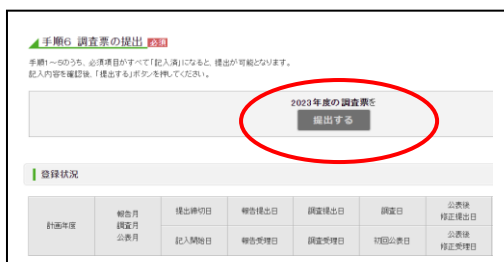 手順6 調査票の提出 必須
手順1～5のうち、必須項目がすべて「記入済」になると、提出が可能となります。
記入内容を確認後、「提出する」ボタンを押してください。
2023年度の調査票を
提出する
登録状況
計画年度
報告月
調査月
公表月
提出締切日 報告提出日 調査提出日 調査日 公表後
修正提出日
記入開始日 報告受理日 調査受理日 初回公表日 公表後
修正受理日